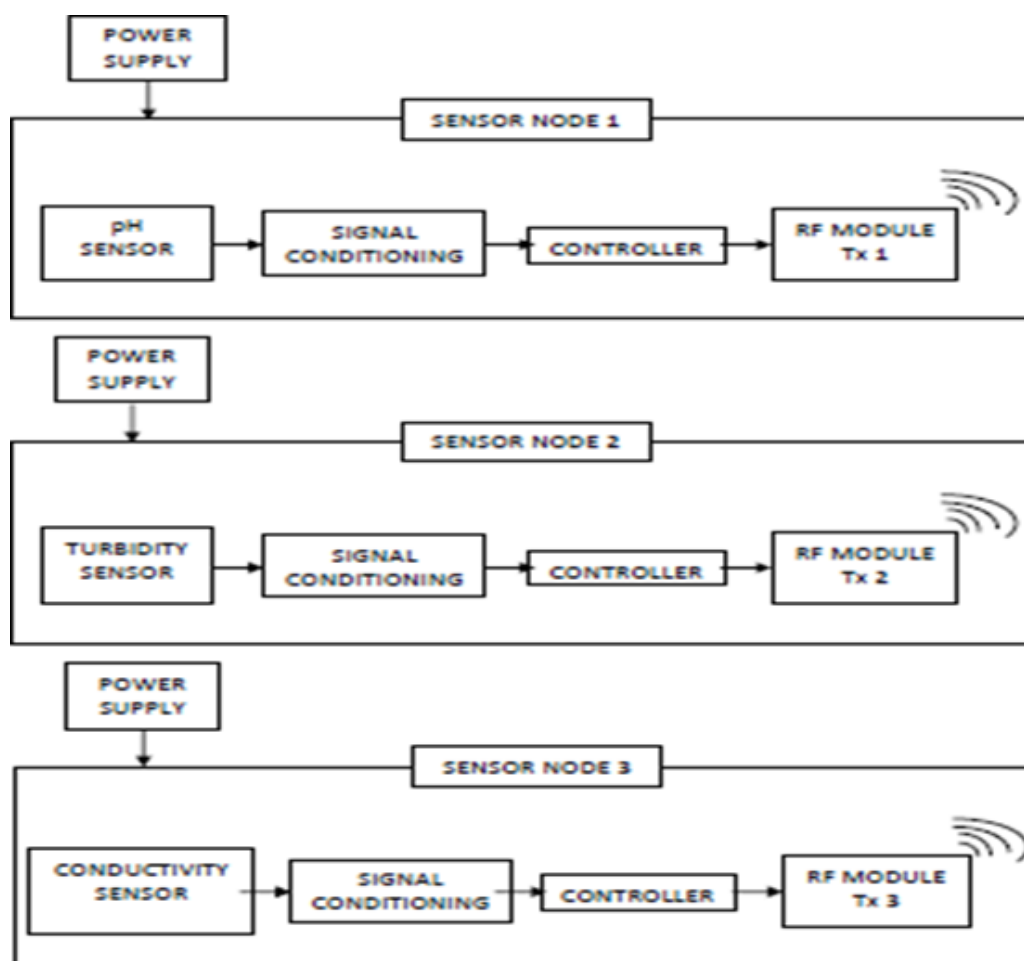 POWER
SUPPLY
SENSOR NODE 1
pH
SENSOR
SIGNAL
CONDITIONING
CONTROLLER
RF MODULE
Tx 1
POWER
SUPPLY
SENSOR NODE 2
TURBIDITY
SENSOR
SIGNAL
CONDITIONING
CONTROLLER
RF MODULE
Tx 2
POWER
SUPPLY
SENSOR NODE 3
CONDUCTIVITY
SENSOR
SIGNAL
CONDITIONING
CONTROLLER
RF MODULE
Tx 3